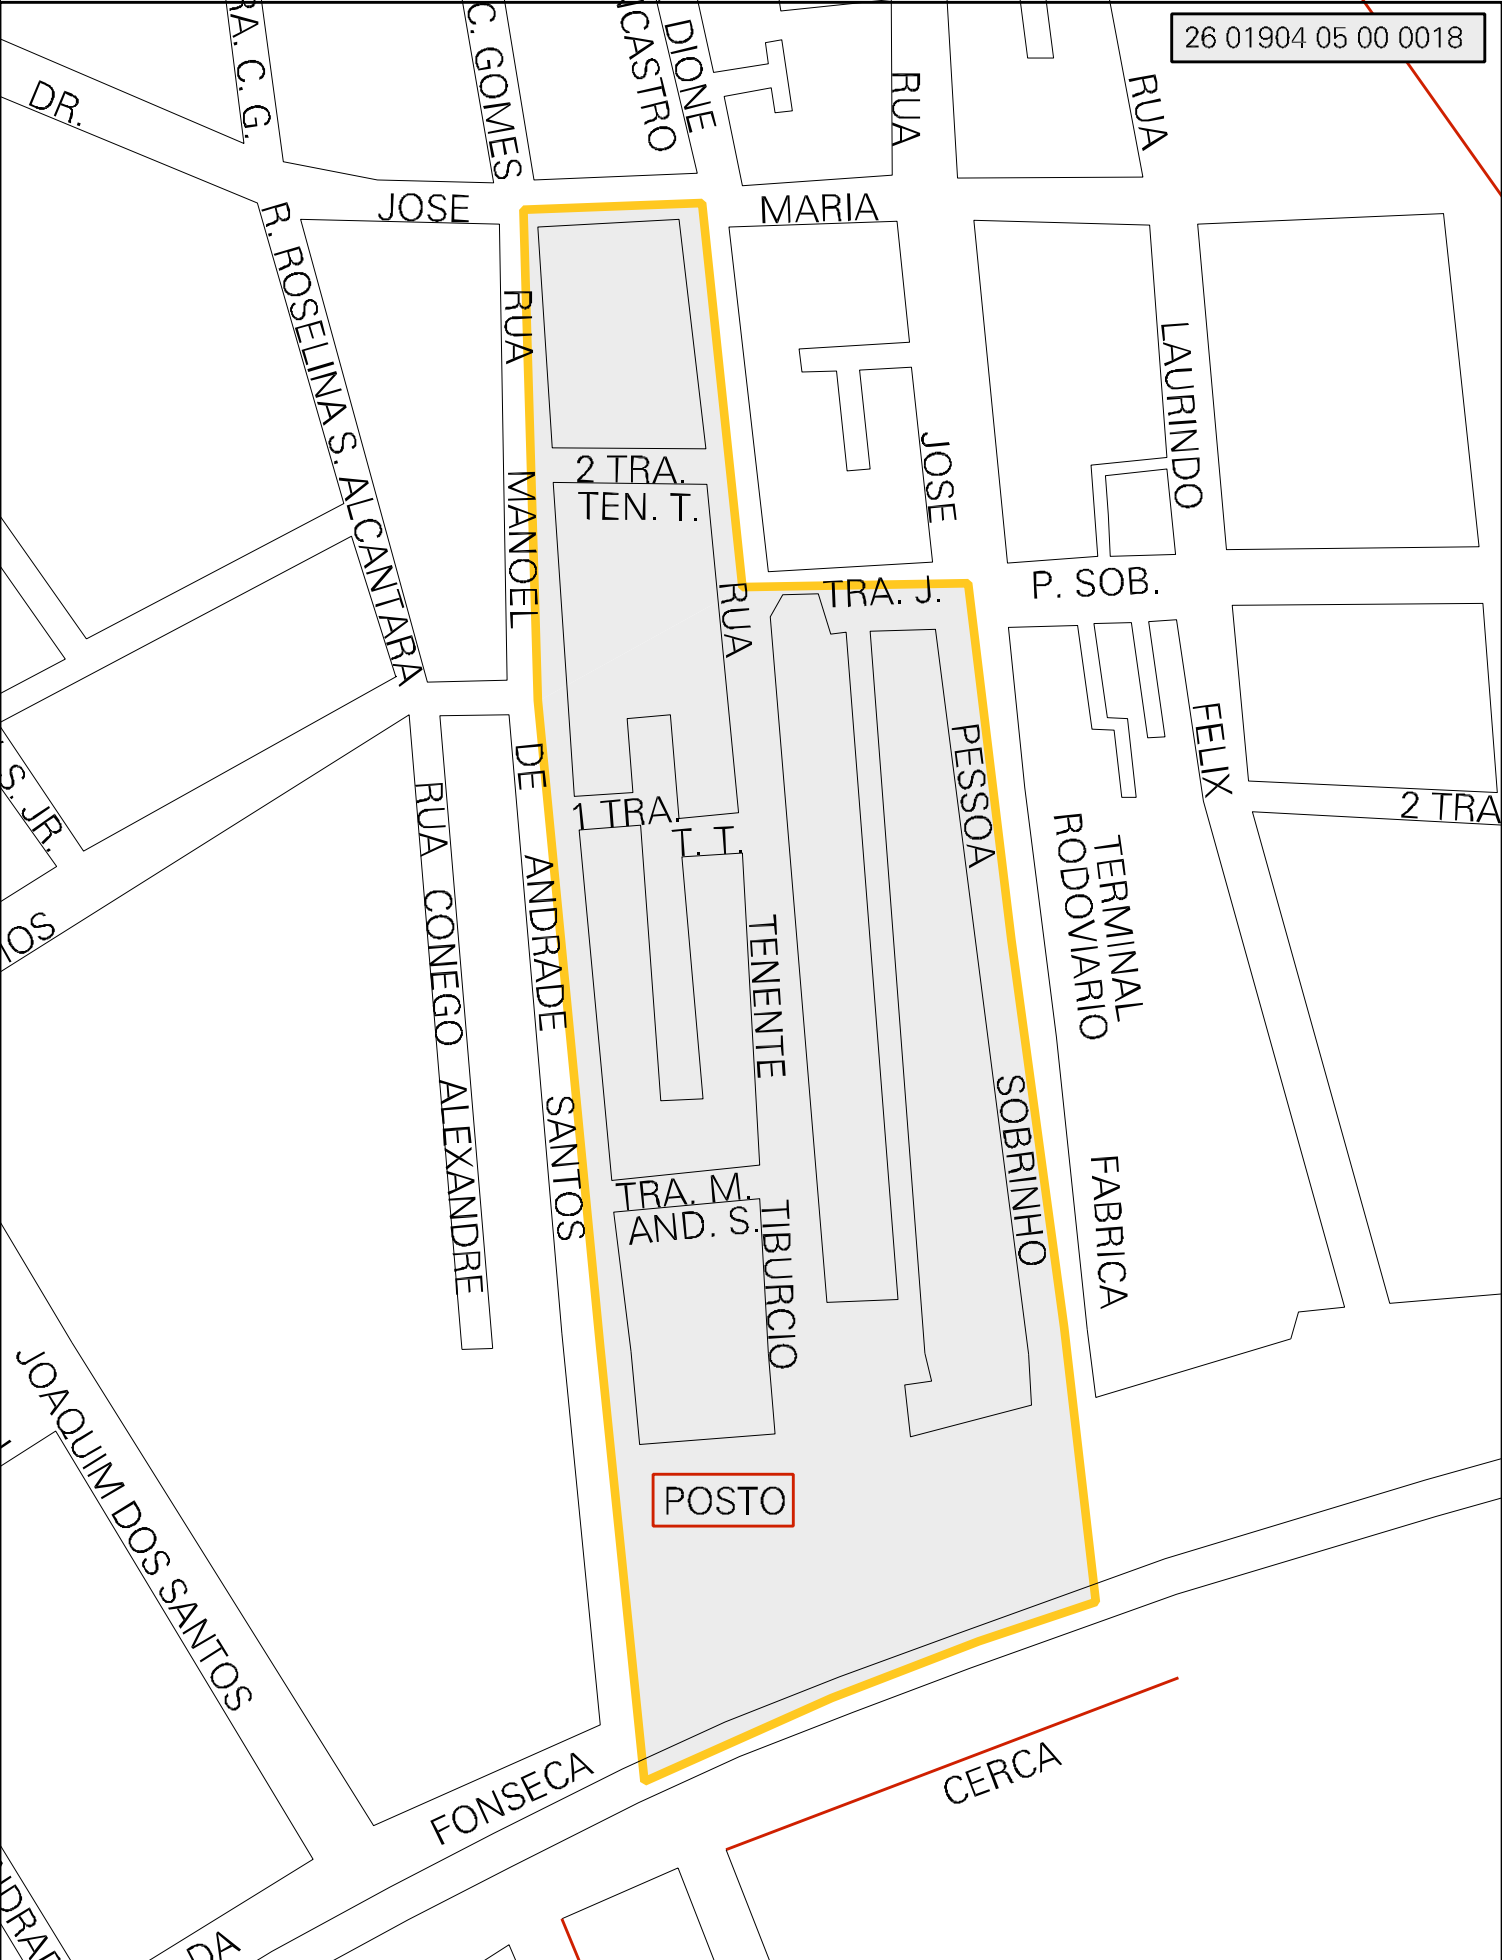 26 01904 05 00 0018
RA. C. G.
C. GOMES
NCASTRO
DIONE
RUA
RUA
DR.
JOSE
MARIA
R. ROSELINA S. ALCANTARA
RUA
MANOEL
DE
ANDRADE
SANTOS
2 TRA.
TEN. T.
LAURINDO
JOSE
P. SOB.
TRA. J.
RUA
TENENTE
TIBURCIO
PESSOA
SOBRINHO
FELIX
2 TRA
S. JR.
1 TRA.
T. T.
RUA CONEGO ALEXANDRE
TERMINAL
RODOVIARIO
IOS
FABRICA
TRA. M.
AND. S.
JOAQUIM DOS SANTOS
POSTO
FONSECA
CERCA
DA